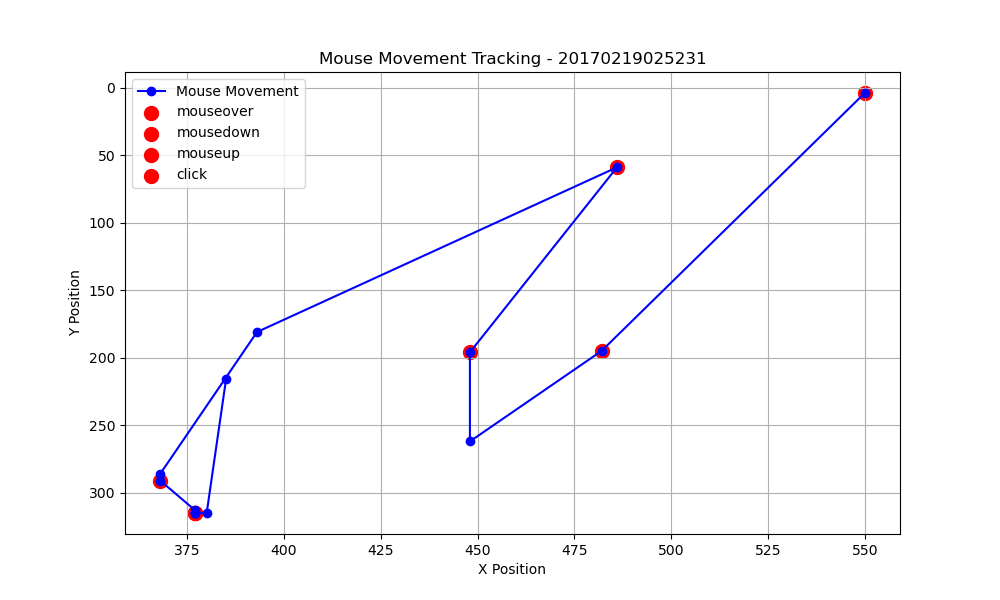 Mouse Movement Tracking - 20170219025231
Mouse Movement
mouseover
mousedown
mouseup
click
0
50
100
150
200
250
300
Y Position
375
400
425
450
475
500
525
550
X Position